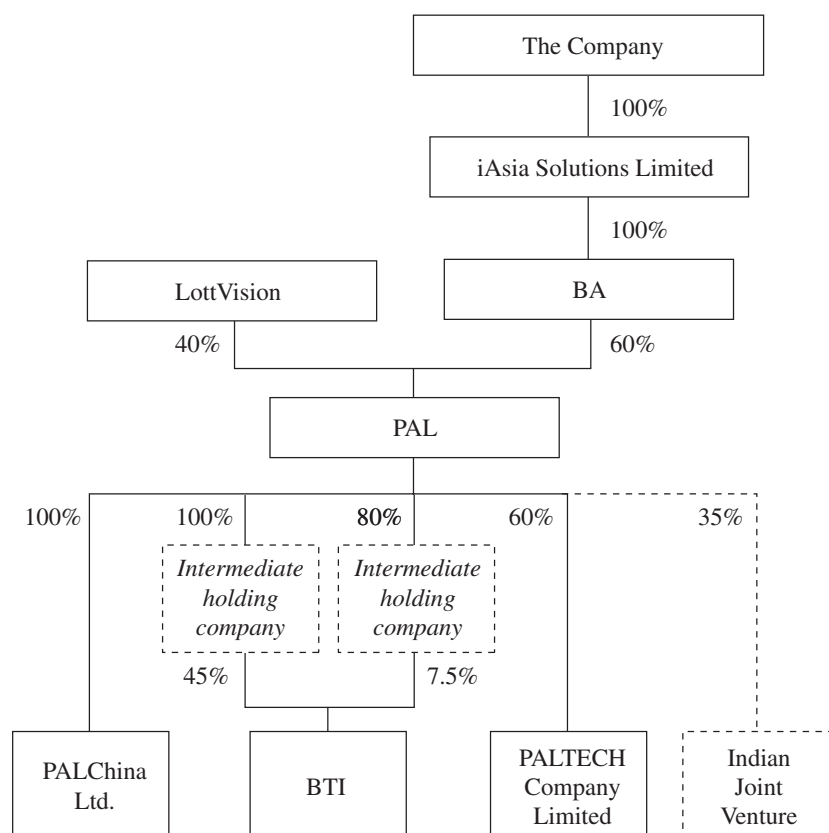 The Company
100%
iAsia Solutions Limited
100%
LottVision
BA
40%
60%
PAL
100%
100%
80%
60%
35%
Intermediate
holding
company
Intermediate
holding
company
45%
7.5%
PALChina
Ltd.
BTI
PALTECH
Company
Limited
Indian
Joint
Venture